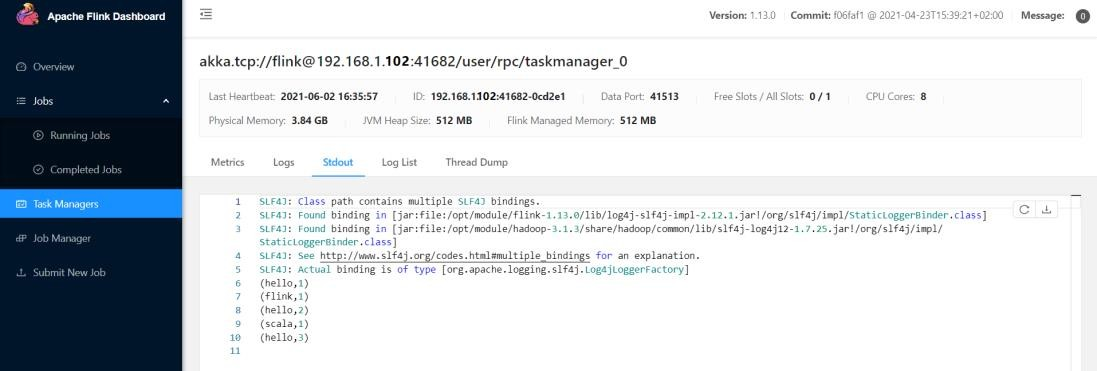 Apache Flink Dashboard
Version: 1.13.0 Commit: f06faf1 @ 2021-04-23T15:39:21+02:00 Message: 0
Overview
Jobs
Running Jobs
Completed Jobs
Task Managers
Job Manager
Submit New Job
akka.tcp://flink@192.168.1.102:41682/user/rpc/taskmanager_0
Last Heartbeat: 2021-06-02 16:35:57 ID: 192.168.1.102:41682-0cd2e1 Data Port: 41513 Free Slots / All Slots: 0 / 1 CPU Cores: 8
Physical Memory: 3.84 GB JVM Heap Size: 512 MB Flink Managed Memory: 512 MB
Metrics Logs Stdout Log List Thread Dump
1 SLF4J: Class path contains multiple SLF4J bindings.
2 SLF4J: Found binding in [jar:file:/opt/module/flink-1.13.0/lib/log4j-slf4j-impl-2.12.1.jar!/org/slf4j/impl/StaticLoggerBinder.class]
3 SLF4J: Found binding in [jar:file:/opt/module/hadoop-3.1.3/share/hadoop/common/lib/slf4j-log4j12-1.7.25.jar!/org/slf4j/impl/
StaticLoggerBinder.class]
4 SLF4J: See http://www.slf4j.org/codes.html#multiple_bindings for an explanation.
5 SLF4J: Actual binding is of type [org.apache.logging.slf4j.Log4jLoggerFactory]
6 (hello,1)
7 (flink,1)
8 (hello,2)
9 (scala,1)
10 (hello,3)
11